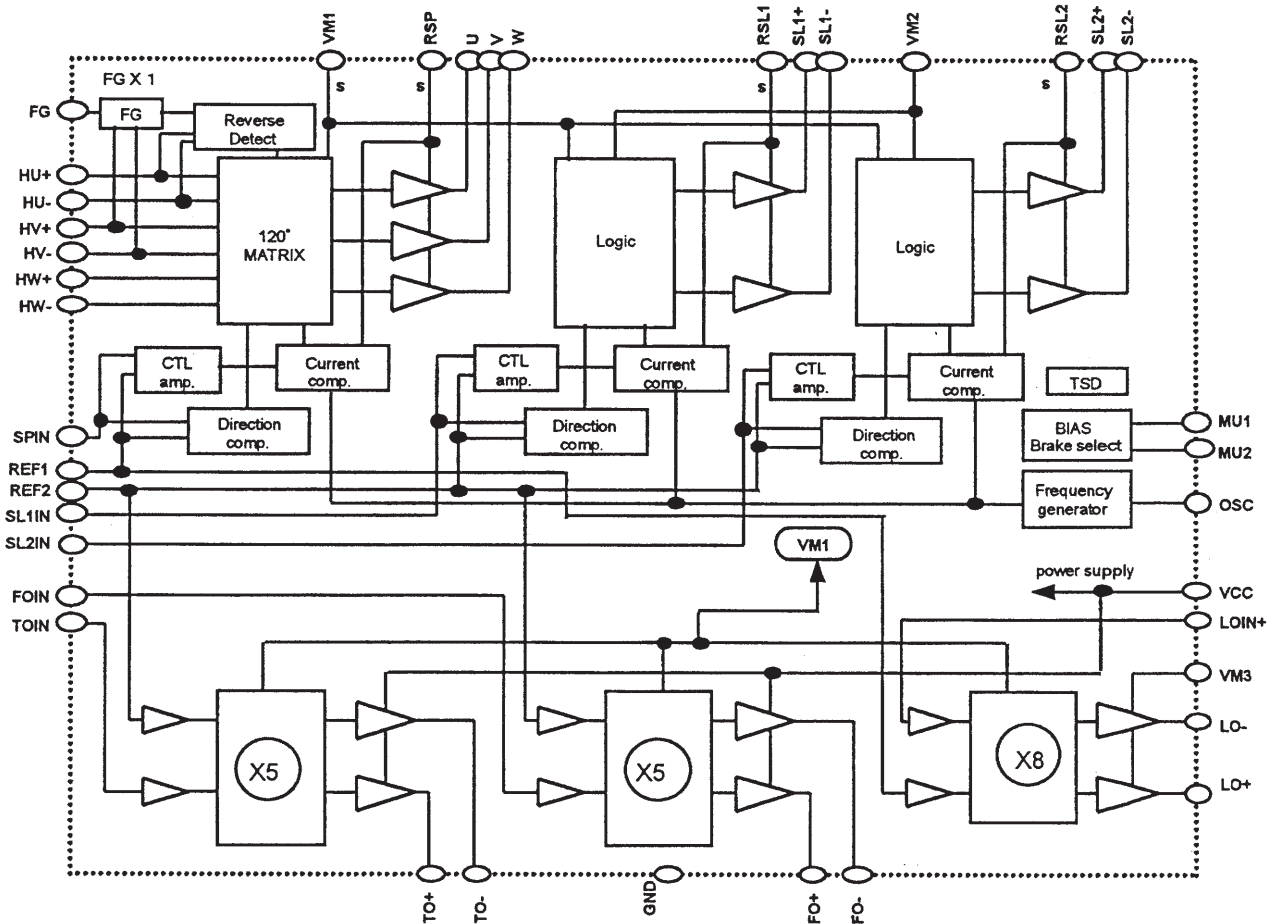 VM1
RSP
U
V
W
RSL1
SL1+
SL1-
VM2
RSL2
SL2+
SL2-
FG X 1
s
s
s
s
FG
FG
Reverse
Detect
HU+
HU-
HV+
HV-
HW+
HW-
120°
MATRIX
Logic
Logic
CTL
amp.
Current
comp.
CTL
amp.
Current
comp.
CTL
amp.
Current
comp.
TSD
Direction
comp.
Direction
comp.
Direction
comp.
BIAS
Brake select
MU1
MU2
SPIN
REF1
REF2
SL1IN
SL2IN
Frequency
generator
OSC
VM1
power supply
VCC
FOIN
TOIN
LOIN+
VM3
X5
X5
X8
LO-
LO+
TO+
TO-
GND
FO+
FO-